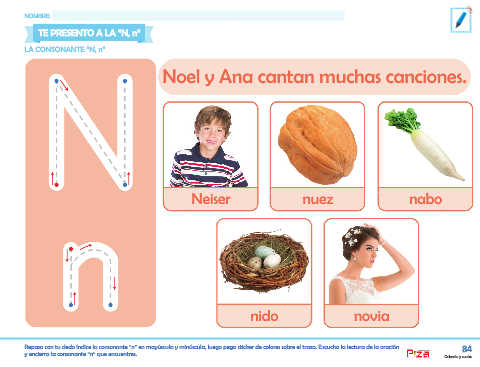 NOMBRE:
TE PRESENTO A LA "N, n"
LA CONSONANTE "N, n"
Noel y Ana cantan muchas canciones.
N
n
Neiser
nuez
nabo
nido
novia
Repasa con tu dedo índice la consonante "n" en mayúscula y minúscula, luego pega sticker de colores sobre el trazo. Escucha la lectura de la oración
y encierra la consonante "n" que encuentres.
84